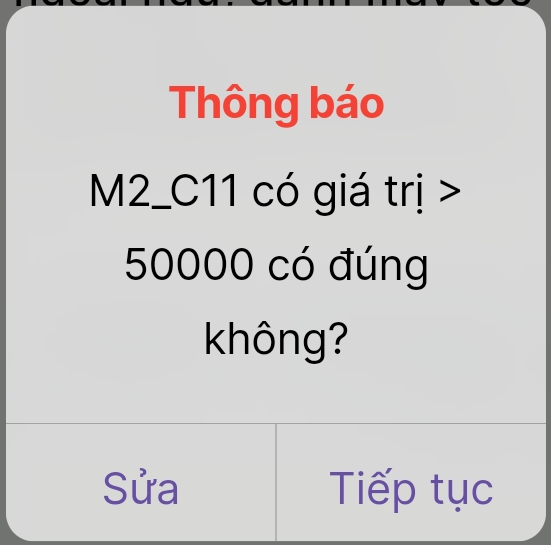 Thông báo
M2_C11 có giá trị >
50000 có đúng
không?
Sửa
Tiếp tục